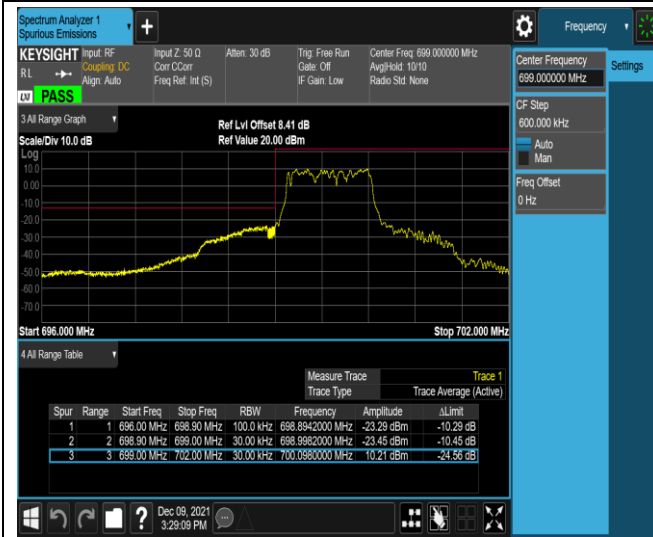 Spectrum Analyzer 1
Spurious Emissions
Frequency
KEYSIGHT
RL
Input: RF
Coupling: DC
Align: Auto
Input Z: 50 Ω
Corr CCorr
Freq Ref: Int (S)
Atten: 30 dB
Trig: Free Run
Gate: Off
IF Gain: Low
Center Freq: 699.000000 MHz
Avg|Hold: 10/10
Radio Std: None
LXI PASS
3 All Range Graph
Scale/Div 10.0 dB
Ref Lvl Offset 8.41 dB
Ref Value 20.00 dBm
Log
10.0
0.00
-10.0
-20.0
-30.0
-40.0
-50.0
-60.0
-70.0
Start 696.000 MHz
Stop 702.000 MHz
4 All Range Table
Measure Trace Trace 1
Trace Type Trace Average (Active)
Spur Range Start Freq Stop Freq RBW Frequency Amplitude ΔLimit
1 1 696.00 MHz 698.90 MHz 100.0 kHz 698.8942000 MHz -23.29 dBm -10.29 dB
2 2 698.90 MHz 699.00 MHz 30.00 kHz 698.9982000 MHz -23.45 dBm -10.45 dB
3 3 699.00 MHz 702.00 MHz 30.00 kHz 700.0980000 MHz 10.21 dBm -24.56 dB
Dec 09, 2021
3:29:09 PM
Center Frequency
699.000000 MHz
Settings
CF Step
600.000 kHz
Auto
Man
Freq Offset
0 Hz